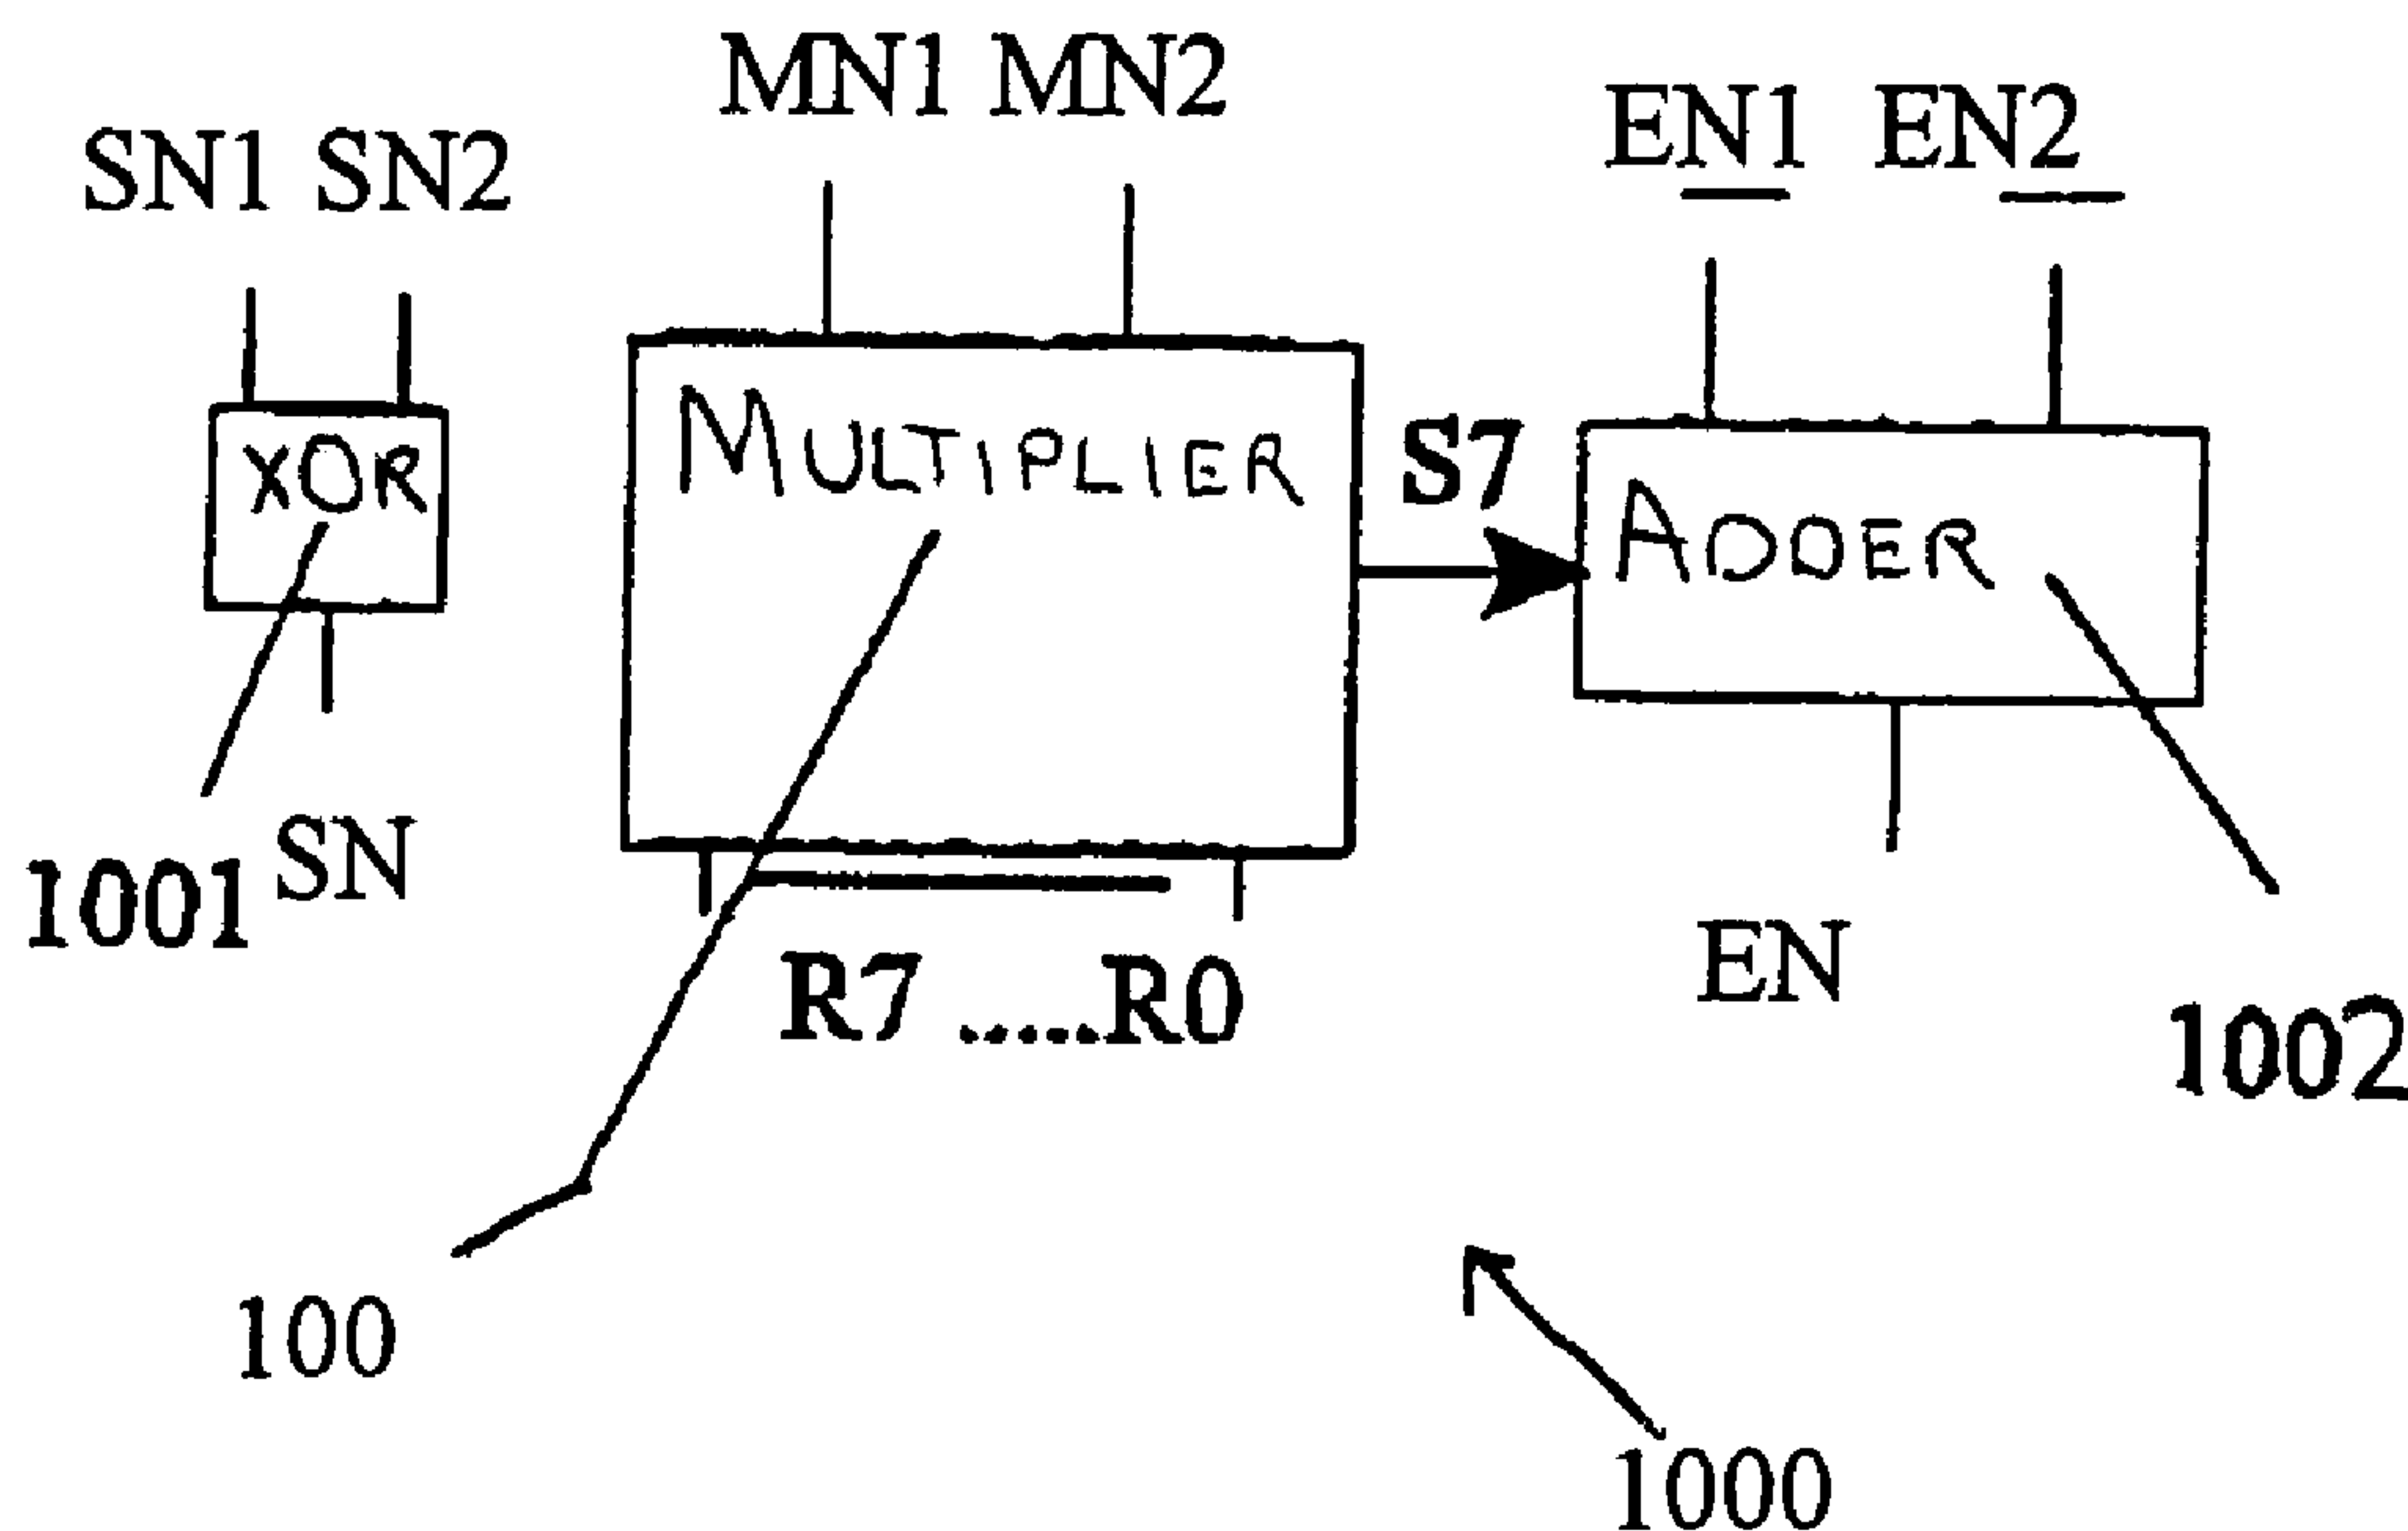 MN1 MN2
EN1 EN2
SN1 SN2
S7
MULTIPLIER
XOR
ADDER
SN
1001
EN
R7 .....R0
1002
100
1000